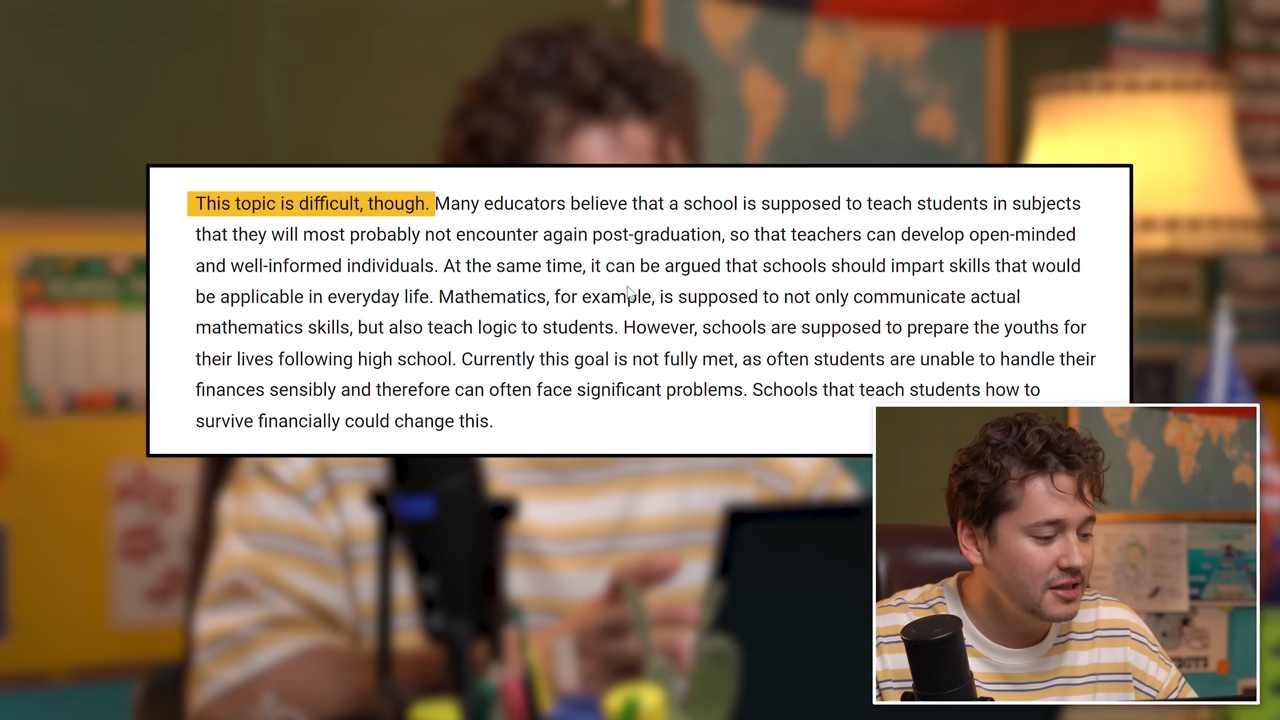 This topic is difficult, though. Many educators believe that a school is supposed to teach students in subjects
that they will most probably not encounter again post-graduation, so that teachers can develop open-minded
and well-informed individuals. At the same time, it can be argued that schools should impart skills that would
be applicable in everyday life. Mathematics, for example, is supposed to not only communicate actual
mathematics skills, but also teach logic to students. However, schools are supposed to prepare the youths for
their lives following high school. Currently this goal is not fully met, as often students are unable to handle their
finances sensibly and therefore can often face significant problems. Schools that teach students how to
survive financially could change this.